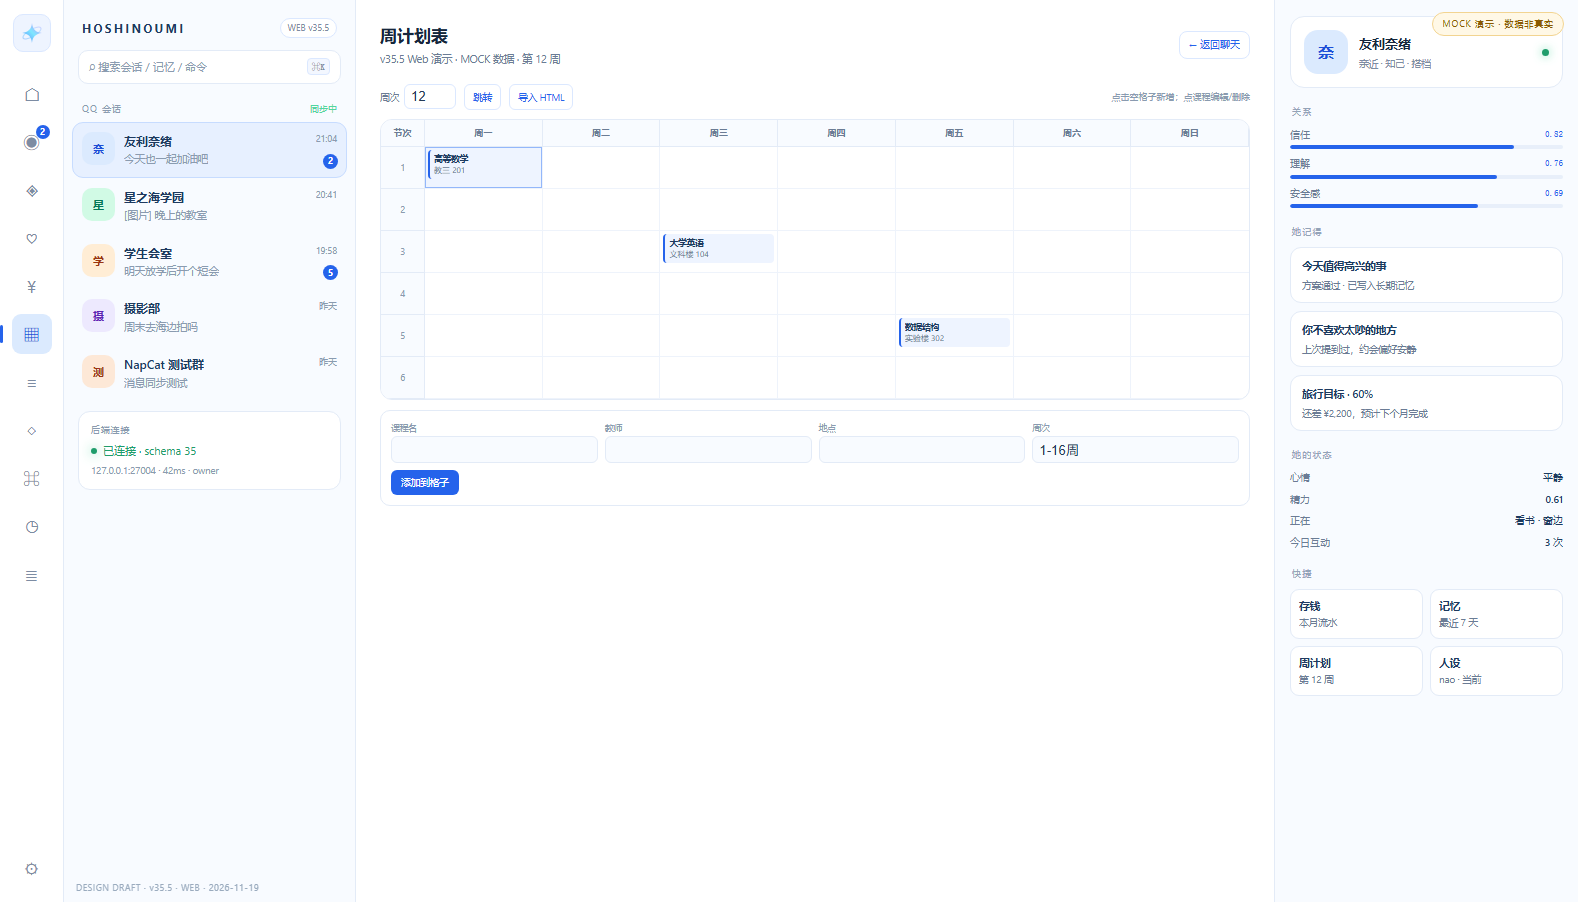 HOSHINOUMI
WEB v35.5
搜索会话 / 记忆 / 命令
⌘K
QQ 会话
同步中
奈
友利奈绪
21:04
今天也一起加油吧
2
星
星之海学园
20:41
[图片] 晚上的教室
学
学生会室
19:58
明天放学后开个短会
5
摄
摄影部
昨天
周末去海边拍吗
测
NapCat 测试群
昨天
消息同步测试
后端连接
已连接 · schema 35
127.0.0.1:27004 · 42ms · owner
DESIGN DRAFT · v35.5 · WEB · 2026-11-19
2
¥
周计划表
v35.5 Web 演示 · MOCK 数据 · 第 12 周
← 返回聊天
周次
12
跳转
导入 HTML
点击空格子新增；点课程编辑/删除
节次 周一 周二 周三 周四 周五 周六 周日
1
高等数学
教三 201
2
3
大学英语
文科楼 104
4
5
数据结构
实验楼 302
6
课程名 教师 地点 周次
1-16周
添加到格子
MOCK 演示 · 数据非真实
奈
友利奈绪
亲近 · 知己 · 搭档
关系
信任 0.82
理解 0.76
安全感 0.69
她记得
今天值得高兴的事
方案通过 · 已写入长期记忆
你不喜欢太吵的地方
上次提到过，约会偏好安静
旅行目标 · 60%
还差 ¥2,200，预计下个月完成
她的状态
心情 平静
精力 0.61
正在 看书 · 窗边
今日互动 3 次
快捷
存钱
本月流水
记忆
最近 7 天
周计划
第 12 周
人设
nao · 当前